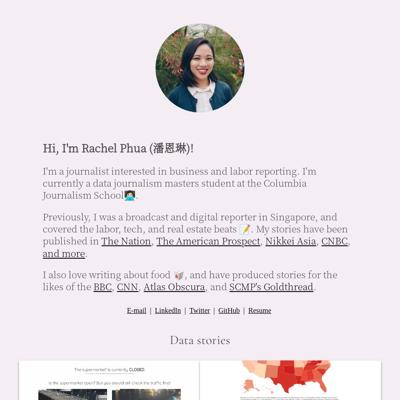 Hi, I'm Rachel Phua (潘恩琳)!
I'm a journalist interested in business and labor reporting. I'm
currently a data journalism masters student at the Columbia
Journalism School👩🏻‍💻.
Previously, I was a broadcast and digital reporter in Singapore, and
covered the labor, tech, and real estate beats 📝. My stories have been
published in The Nation, The American Prospect, Nikkei Asia, CNBC,
and more.
I also love writing about food 🥡, and have produced stories for the
likes of the BBC, CNN, Atlas Obscura, and SCMP's Goldthread.
E-mail | LinkedIn | Twitter | GitHub | Resume
Data stories
The supermarket is currently CLOSED.
Is the supermarket open? But you should still check the traffic first!